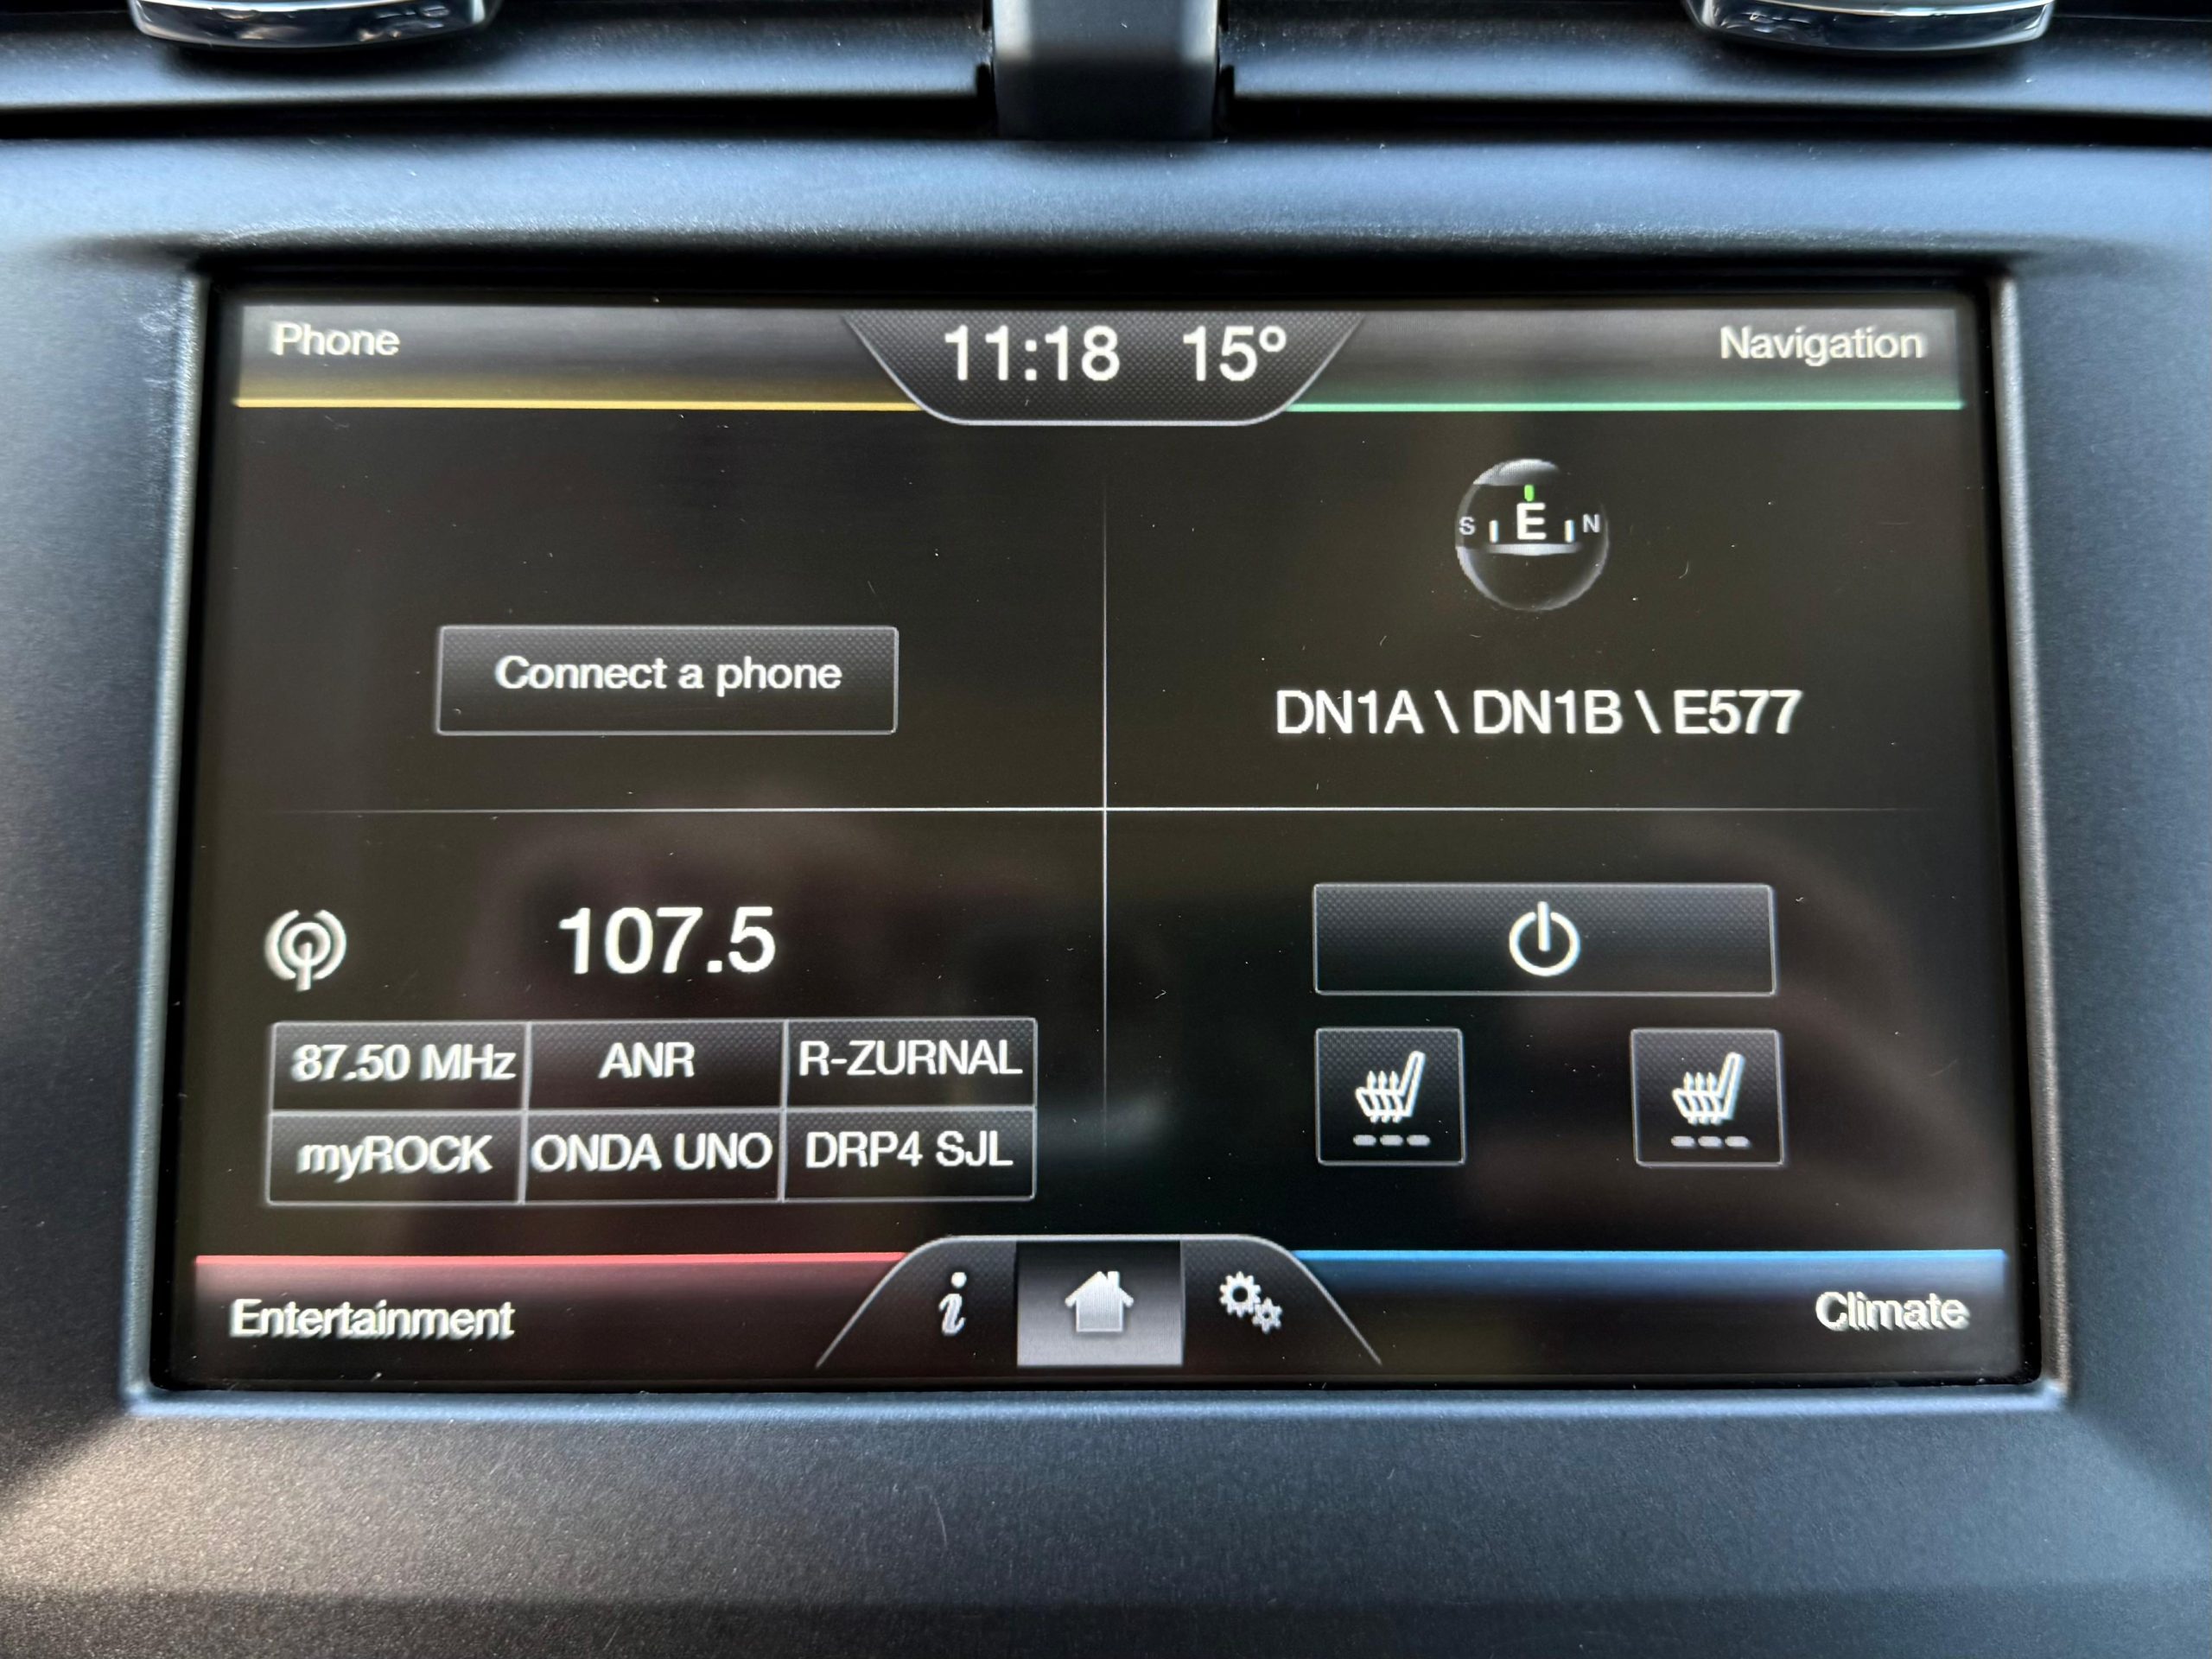 Phone
11:18 15°
Navigation
S E N
Connect a phone
DN1A \ DN1B \ E577
107.5
87.50 MHz ANR R-ZURNAL
myROCK ONDA UNO DRP4 SJL
Entertainment
i
Climate